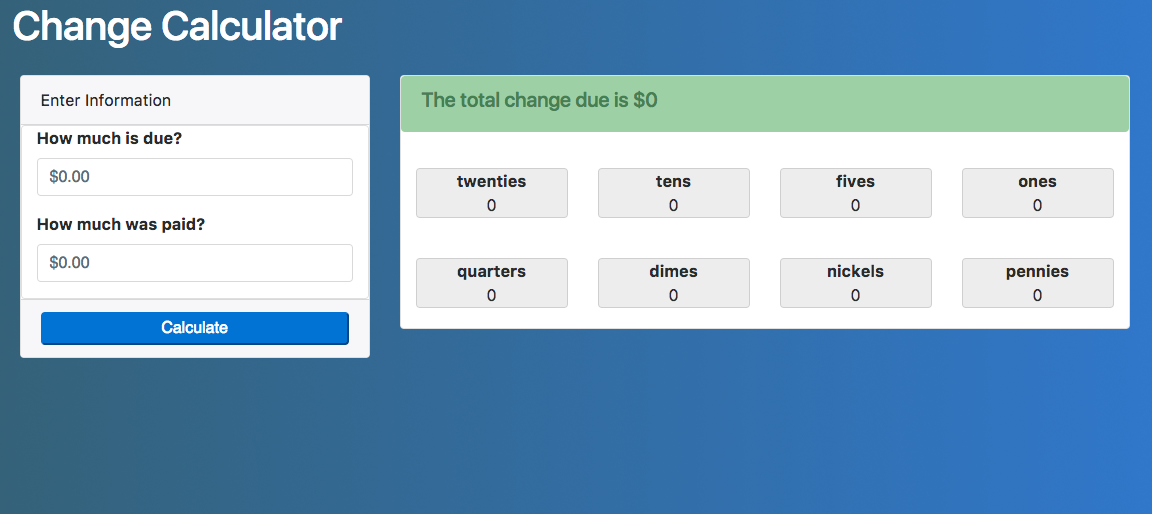 Change Calculator
Enter Information
How much is due?
$0.00
How much was paid?
$0.00
Calculate
The total change due is $0
twenties tens fives ones
0 0 0 0
quarters dimes nickels pennies
0 0 0 0